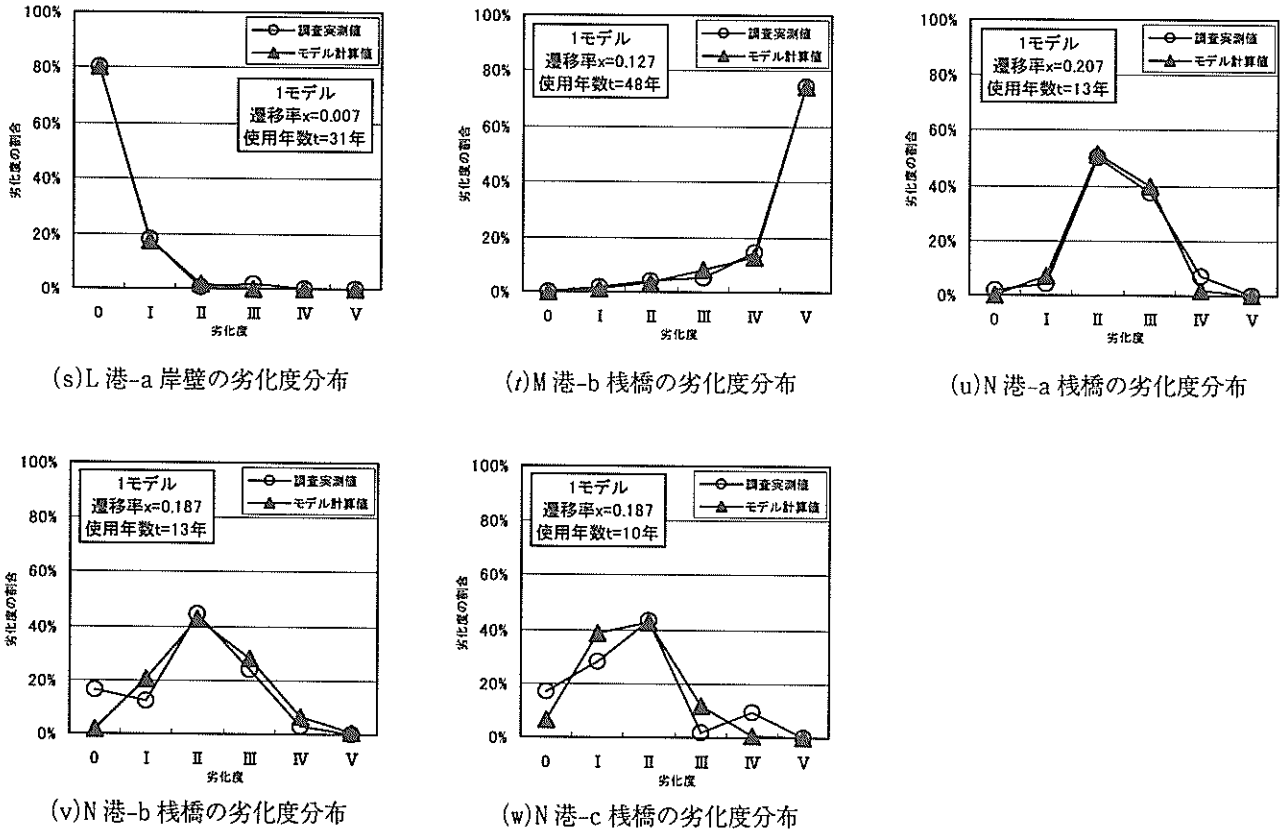 100%
80%
60%
40%
20%
0%
劣化度の割合
調査実測値
モデル計算値
1モデル
遷移率x=0.007
使用年数t=31年
0 Ⅰ Ⅱ Ⅲ Ⅳ Ⅴ
劣化度
(s)L港-a岸壁の劣化度分布
100%
80%
60%
40%
20%
0%
劣化度の割合
1モデル
遷移率x=0.127
使用年数t=48年
調査実測値
モデル計算値
0 Ⅰ Ⅱ Ⅲ Ⅳ Ⅴ
劣化度
(t)M港-b桟橋の劣化度分布
100%
80%
60%
40%
20%
0%
劣化度の割合
1モデル
遷移率x=0.207
使用年数t=13年
調査実測値
モデル計算値
0 Ⅰ Ⅱ Ⅲ Ⅳ Ⅴ
劣化度
(u)N港-a桟橋の劣化度分布
100%
80%
60%
40%
20%
0%
劣化度の割合
1モデル
遷移率x=0.187
使用年数t=13年
調査実測値
モデル計算値
0 Ⅰ Ⅱ Ⅲ Ⅳ Ⅴ
劣化度
(v)N港-b桟橋の劣化度分布
100%
80%
60%
40%
20%
0%
劣化度の割合
1モデル
遷移率x=0.187
使用年数t=10年
調査実測値
モデル計算値
0 Ⅰ Ⅱ Ⅲ Ⅳ Ⅴ
劣化度
(w)N港-c桟橋の劣化度分布